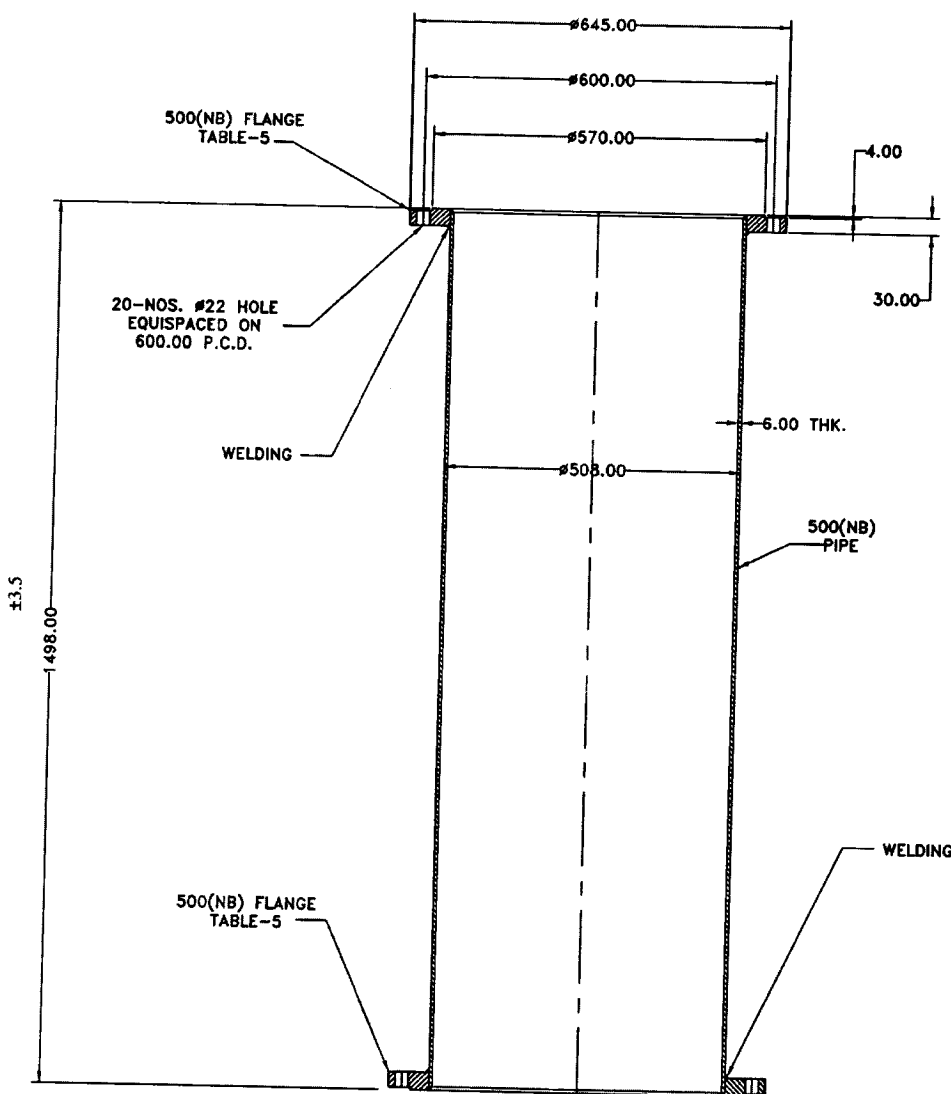 ø645.00
ø600.00
500(NB) FLANGE
TABLE-5
ø570.00
4.00
30.00
20-NOS. ø22 HOLE
EQUISPACED ON
600.00 P.C.D.
6.00 THK.
WELDING
ø508.00
500(NB)
PIPE
±3.5
1498.00
WELDING
500(NB) FLANGE
TABLE-5